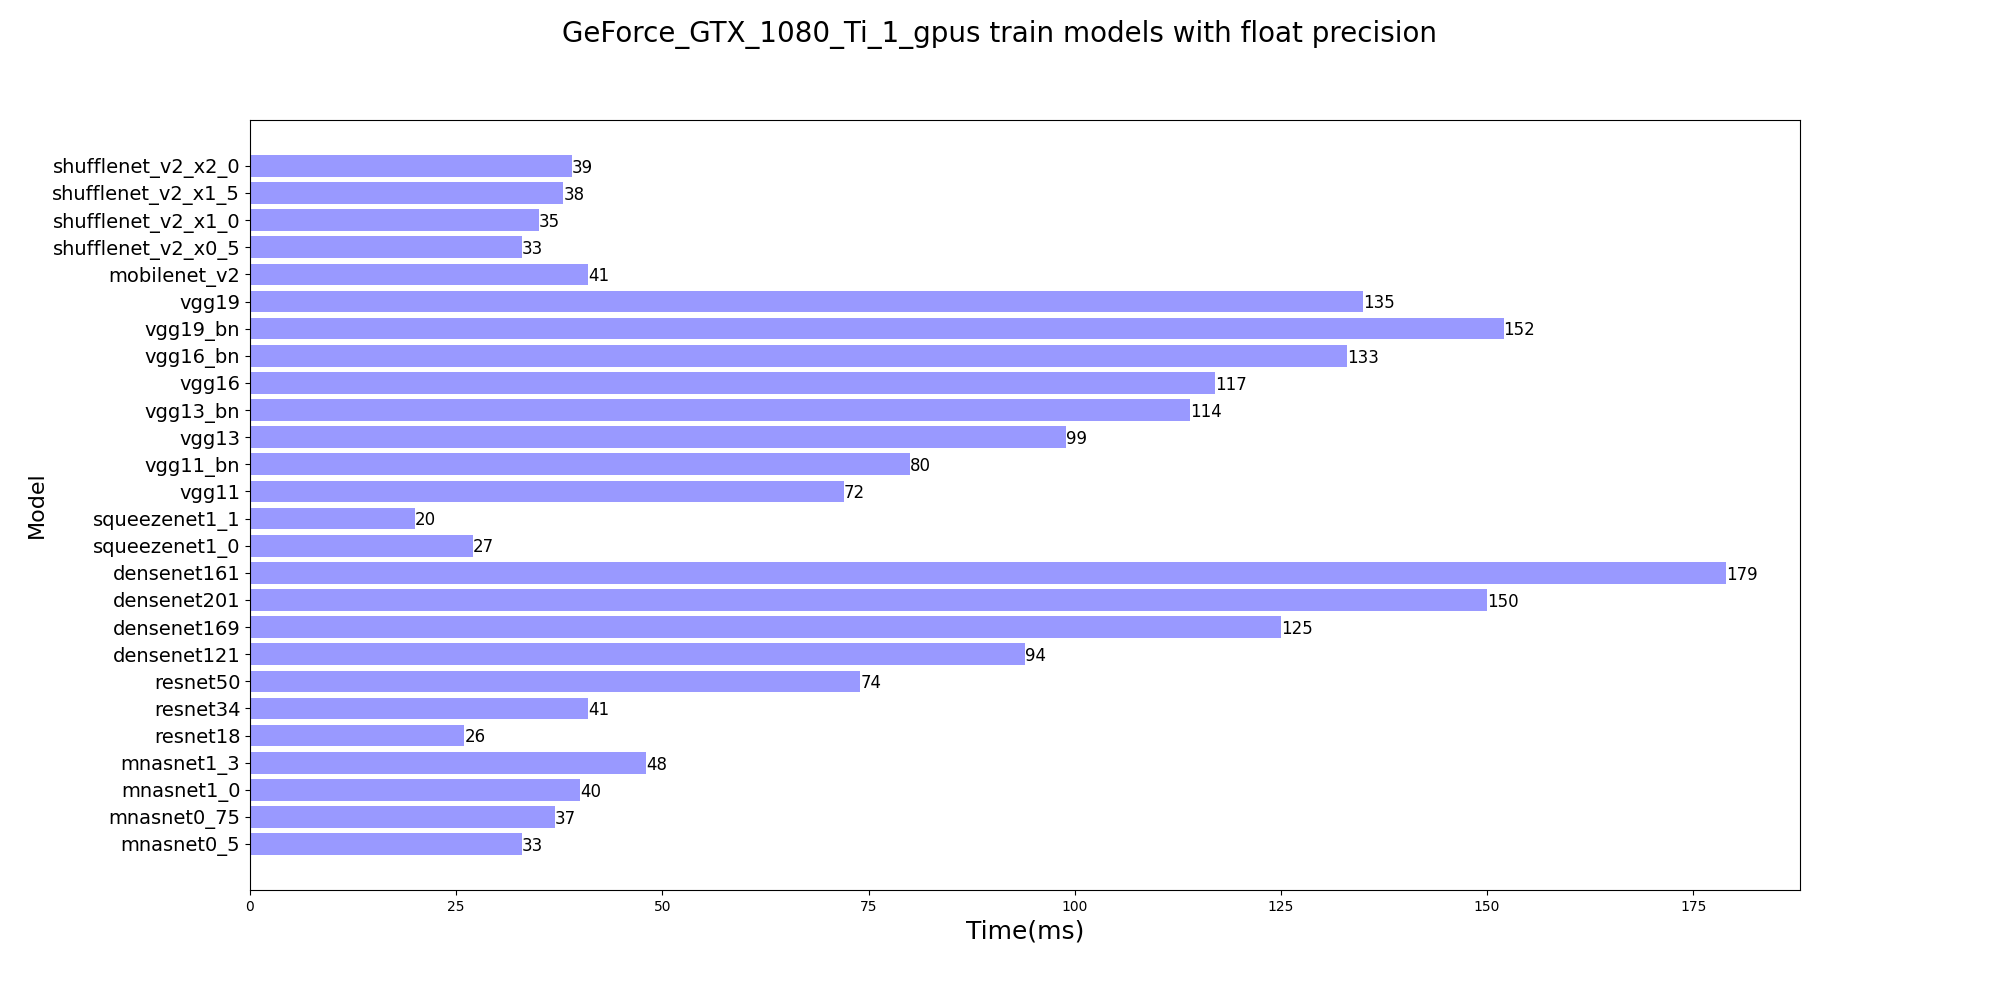 GeForce_GTX_1080_Ti_1_gpus train models with float precision
shufflenet_v2_x2_0 39
shufflenet_v2_x1_5 38
shufflenet_v2_x1_0 35
shufflenet_v2_x0_5 33
mobilenet_v2 41
vgg19 135
vgg19_bn 152
vgg16_bn 133
vgg16 117
vgg13_bn 114
vgg13 99
vgg11_bn 80
vgg11 72
squeezenet1_1 20
squeezenet1_0 27
densenet161 179
densenet201 150
densenet169 125
densenet121 94
resnet50 74
resnet34 41
resnet18 26
mnasnet1_3 48
mnasnet1_0 40
mnasnet0_75 37
mnasnet0_5 33
Model
0 25 50 75 100 125 150 175
Time(ms)